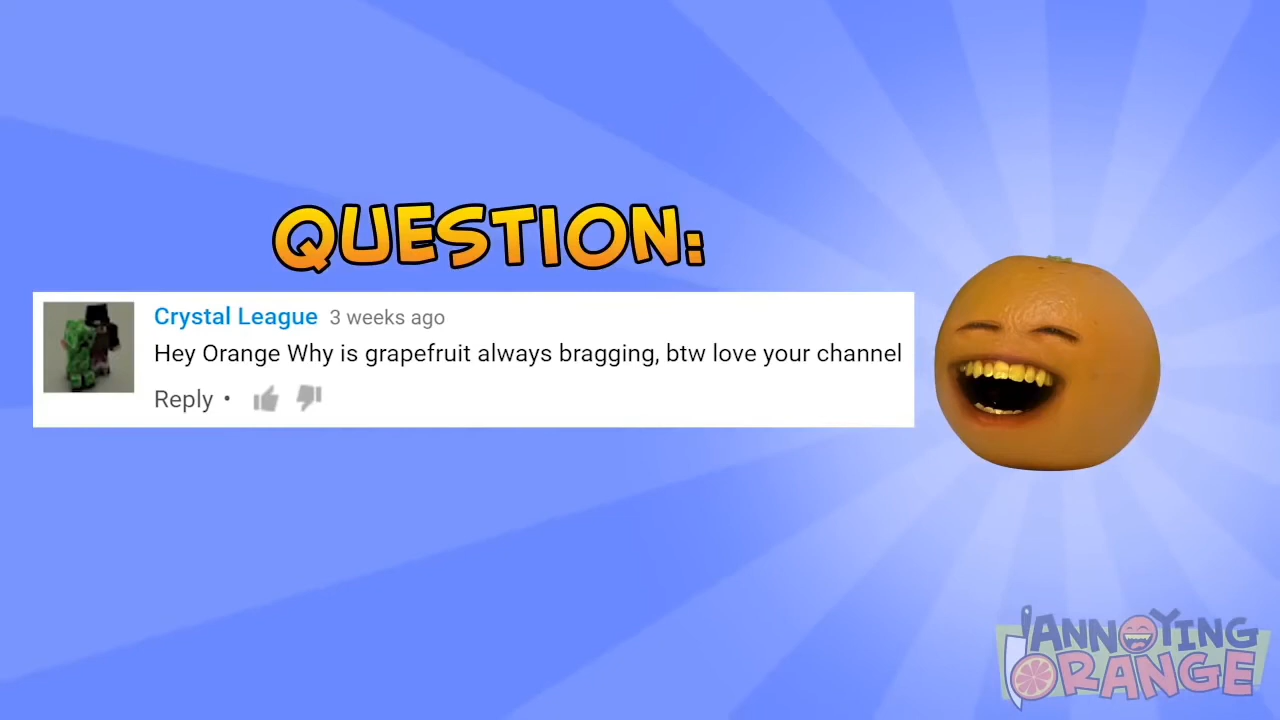 QUESTION:
Crystal League 3 weeks ago
Hey Orange Why is grapefruit always bragging, btw love your channel
Reply •
ANNOYING
ORANGE